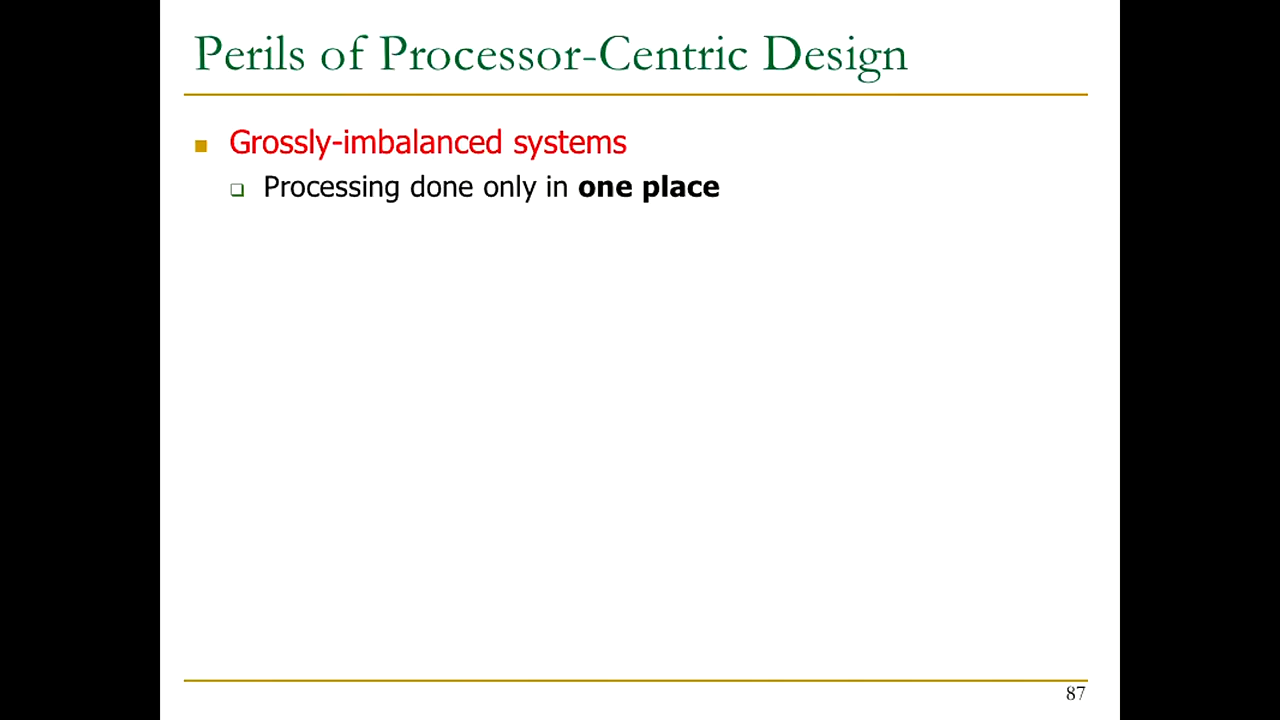 Perils of Processor-Centric Design
Grossly-imbalanced systems
Processing done only in one place
87